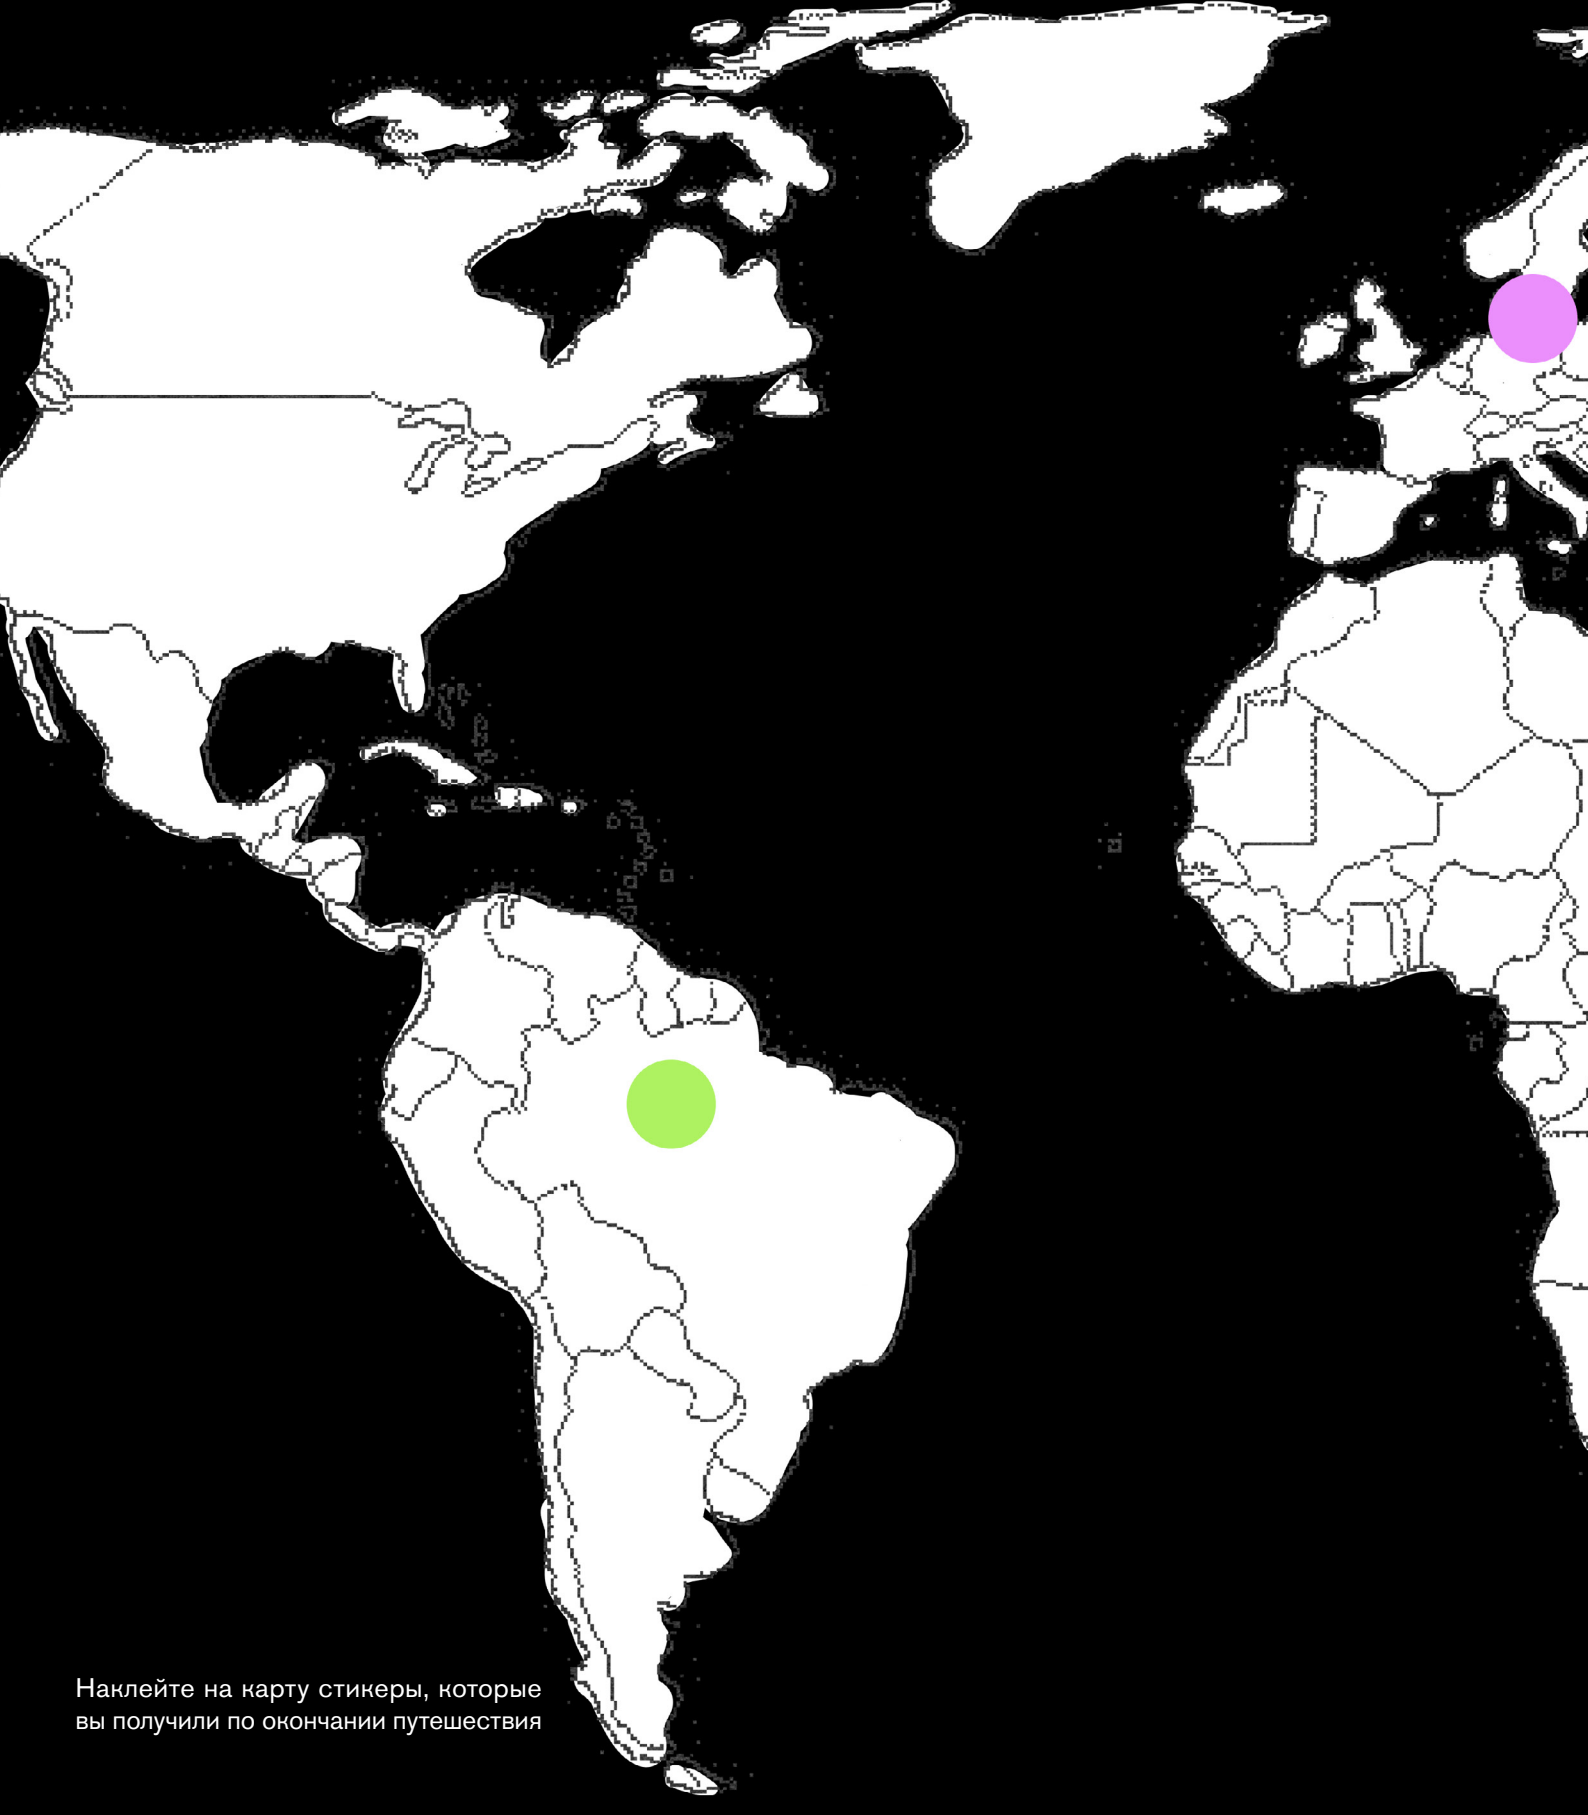 Наклейте на карту стикеры, которые
вы получили по окончании путешествия